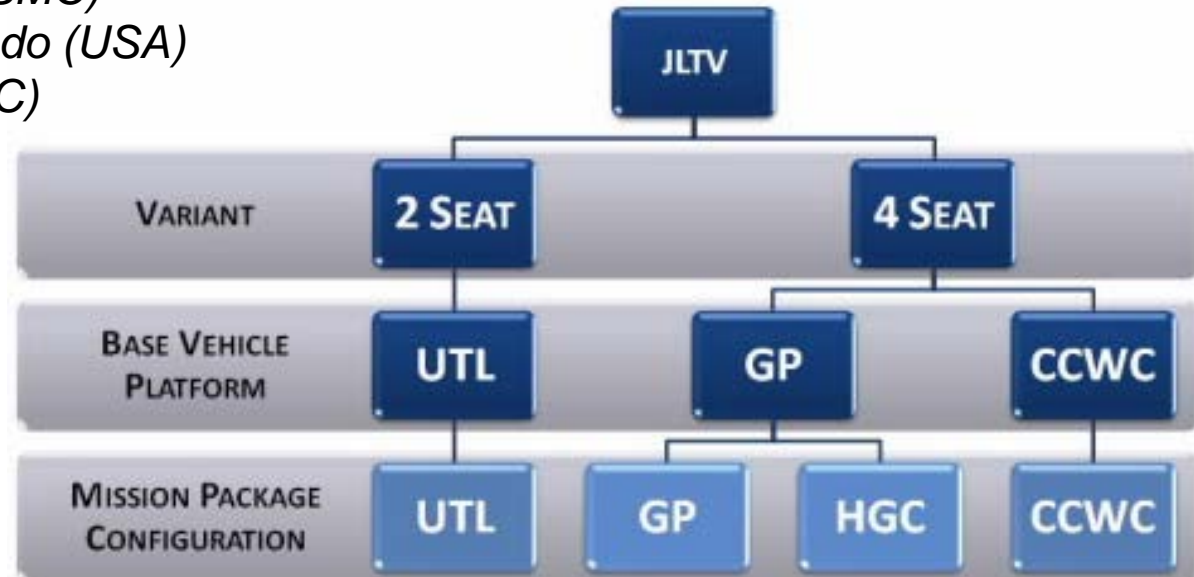 do (USA)
C)
JLTV
VARIANT
2 SEAT
4 SEAT
BASE VEHICLE
PLATFORM
UTL
GP
CCWC
MISSION PACKAGE
CONFIGURATION
UTL
GP
HGC
CCWC